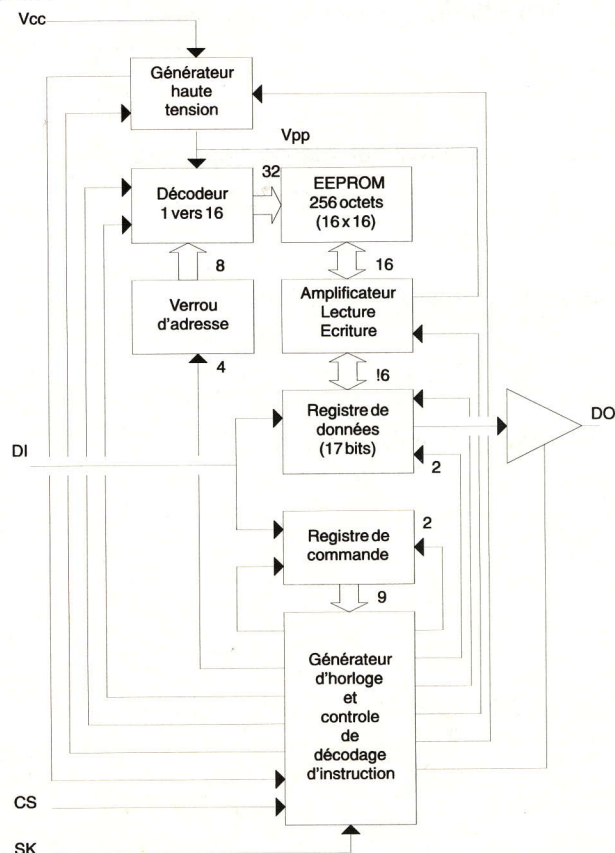 Vcc
Générateur
haute
tension
Vpp
Décodeur
1 vers 16
32
EEPROM
256 octets
(16 x 16)
8
16
Verrou
d'adresse
Amplificateur
Lecture
Ecriture
4
!6
Registre de
données
(17 bits)
DO
DI
2
Registre de
commande
2
9
Générateur
d'horloge
et
controle
de
décodage
d'instruction
CS
SK